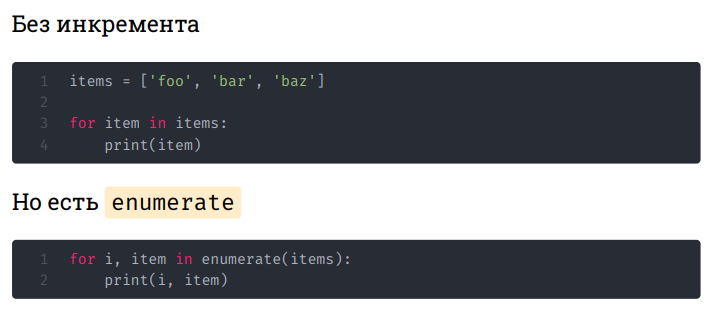 Без инкремента
1 items = ['foo', 'bar', 'baz']
2
3 for item in items:
4     print(item)
Но есть enumerate
1 for i, item in enumerate(items):
2     print(i, item)